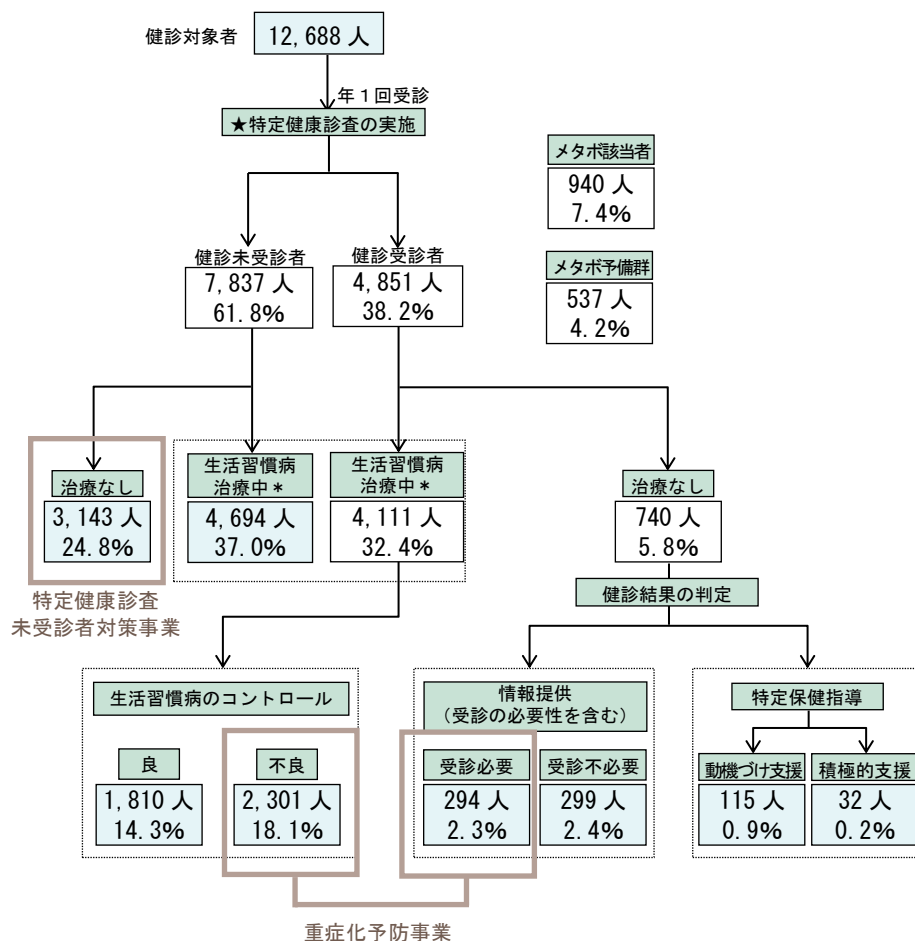 健診対象者
12,688 人
年1回受診
★特定健康診査の実施
メタボ該当者
940 人
7.4%
健診未受診者
7,837 人
61.8%
健診受診者
4,851 人
38.2%
メタボ予備群
537 人
4.2%
治療なし
3,143 人
24.8%
生活習慣病
治療中*
4,694 人
37.0%
生活習慣病
治療中*
4,111 人
32.4%
治療なし
740 人
5.8%
特定健康診査
未受診者対策事業
健診結果の判定
生活習慣病のコントロール
良
1,810 人
14.3%
不良
2,301 人
18.1%
情報提供
(受診の必要性を含む)
受診必要
294 人
2.3%
受診不必要
299 人
2.4%
特定保健指導
動機づけ支援
115 人
0.9%
積極的支援
32 人
0.2%
重症化予防事業